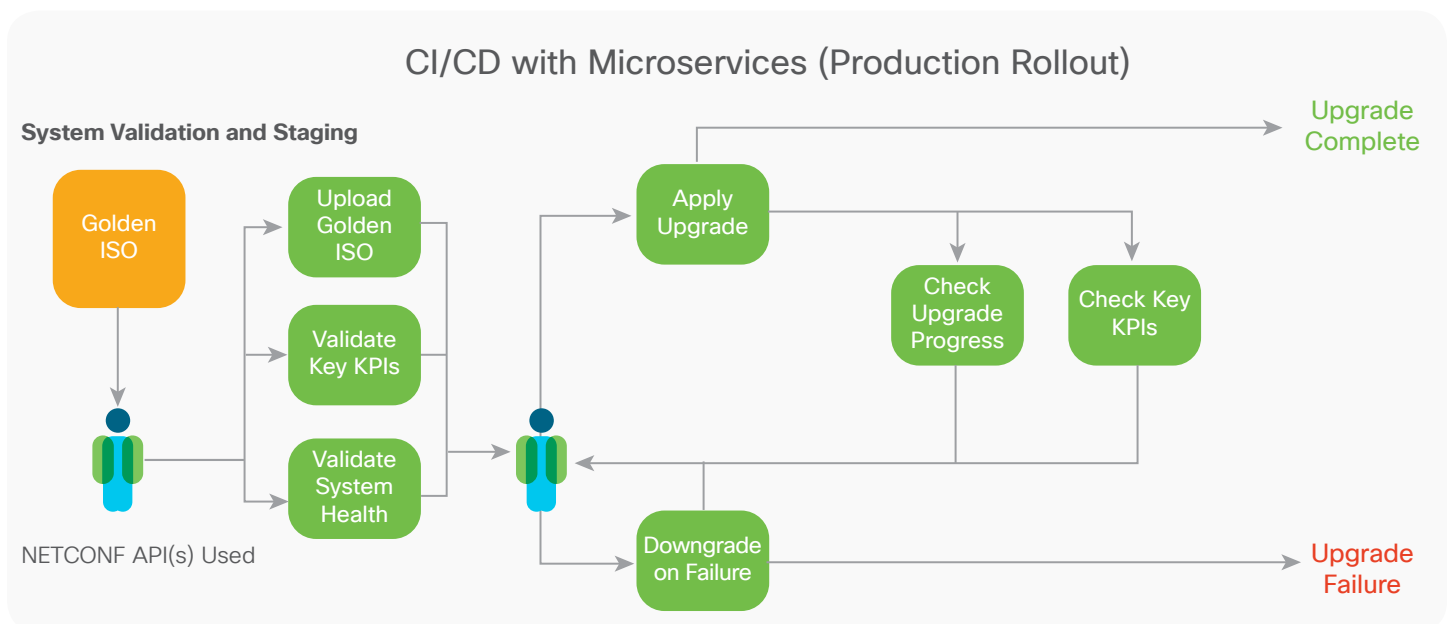 CI/CD with Microservices (Production Rollout)
System Validation and Staging
Golden
ISO
Upload
Golden
ISO
Validate
Key KPIs
Validate
System
Health
NETCONF API(s) Used
Apply
Upgrade
Check
Upgrade
Progress
Check Key
KPIs
Downgrade
on Failure
Upgrade
Complete
Upgrade
Failure